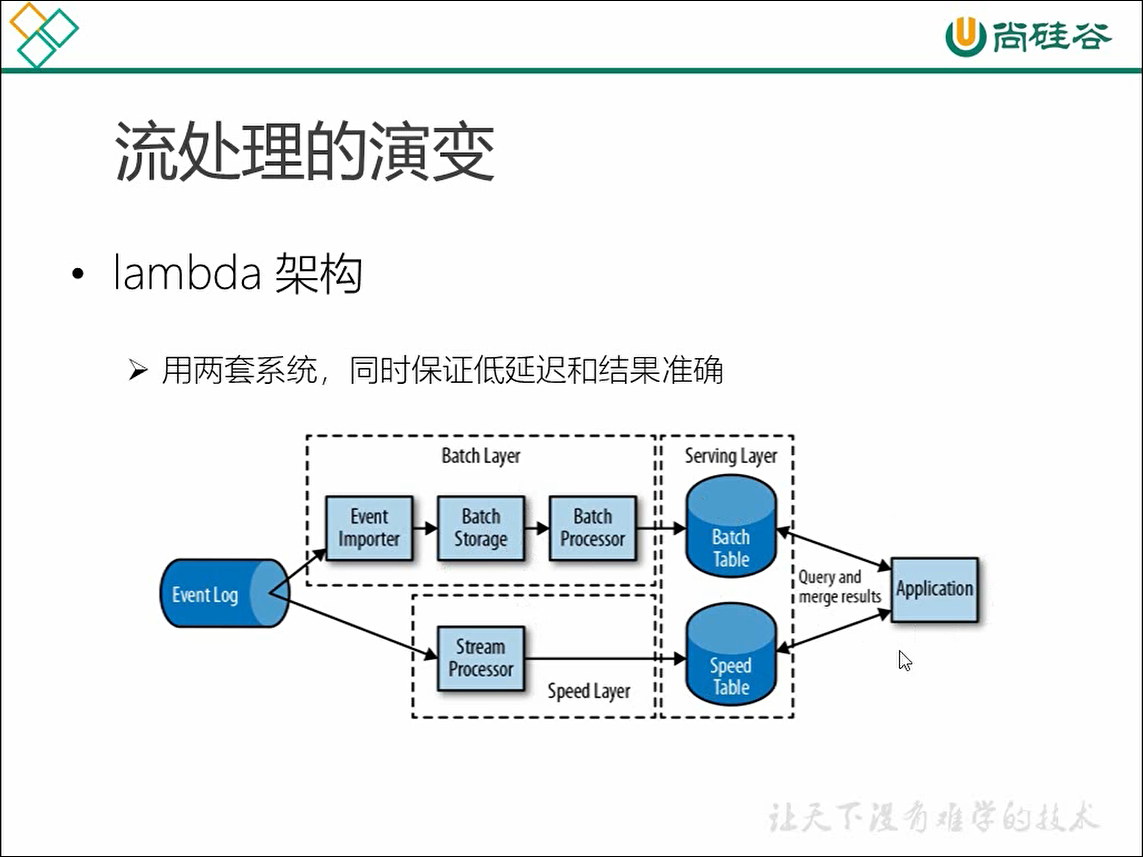 尚硅谷
流处理的演变
• lambda 架构
➢ 用两套系统，同时保证低延迟和结果准确
Batch Layer
Serving Layer
Event
Importer
Batch
Storage
Batch
Processor
Batch
Table
Event Log
Query and
merge results
Application
Stream
Processor
Speed Layer
Speed
Table
让天下没有难学的技术